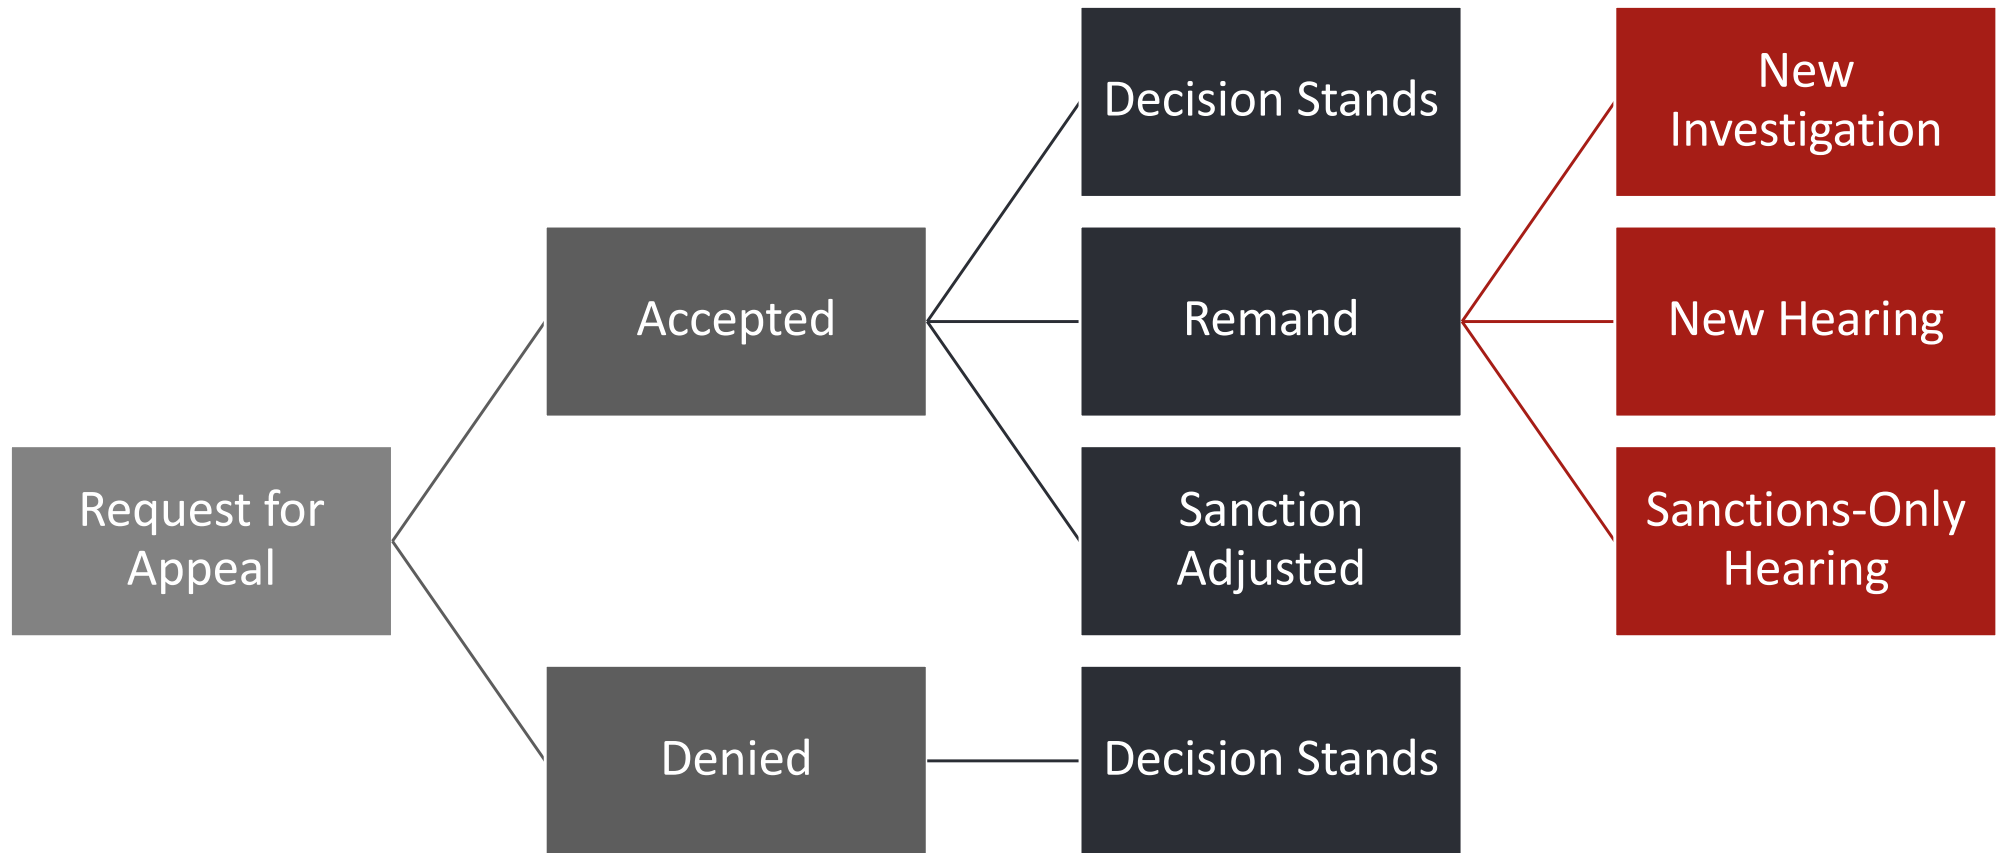 Request for
Appeal
Accepted
Decision Stands
Remand
New
Investigation
New Hearing
Sanctions-Only
Hearing
Sanction
Adjusted
Denied
Decision Stands